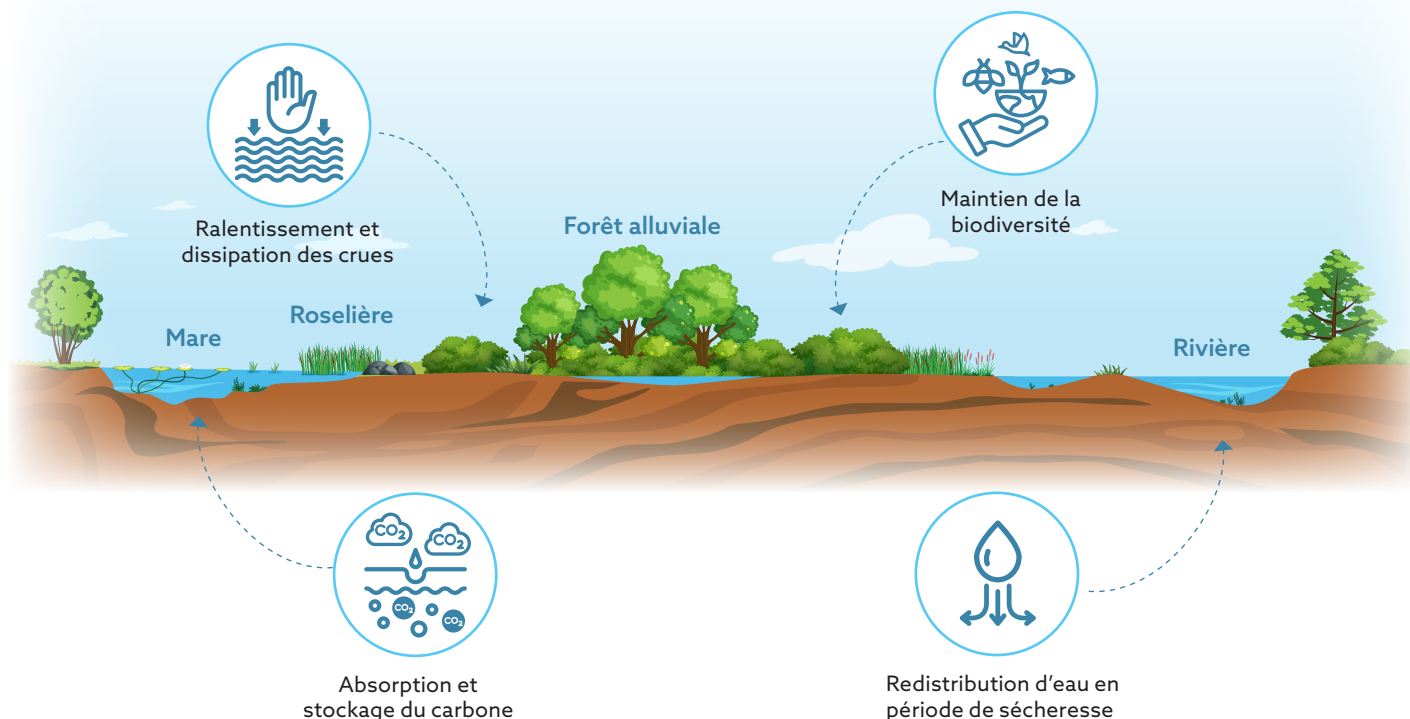 Maintien de la
biodiversité
Ralentissement et
dissipation des crues
Forêt alluviale
Roselière
Mare
Rivière
CO₂
CO₂
CO₂
CO₂
Absorption et
stockage du carbone
Redistribution d’eau en
période de sécheresse